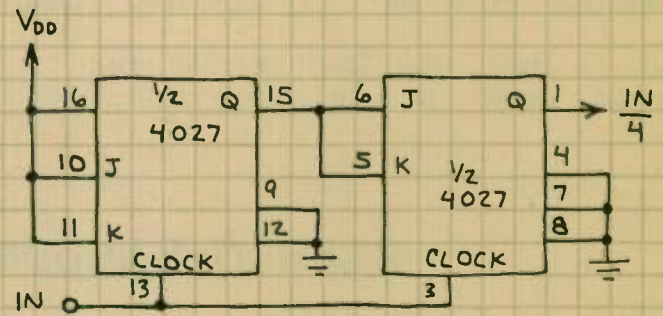 VDD
16 1/2 Q 15 6 J Q 1 IN/4
4027
10 J 5 K 4
9 1/2 7
4027
11 K 12 8
CLOCK CLOCK
13 3
IN